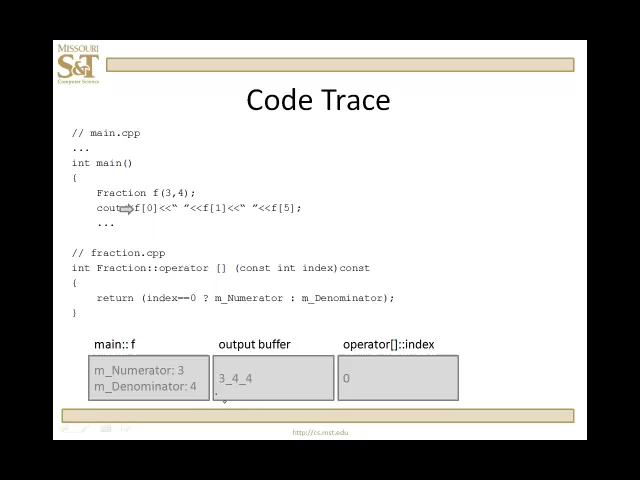 MISSOURI
S&T
Computer Science
Code Trace
// main.cpp
...
int main()
{
Fraction f(3,4);
cout<<f[0]<<“ ”<<f[1]<<“ ”<<f[5];
...
// fraction.cpp
int Fraction::operator [] (const int index)const
{
return (index==0 ? m_Numerator : m_Denominator);
}
main:: f
output buffer
operator[]::index
m_Numerator: 3
m_Denominator: 4
3_4_4
0
http://cs.mst.edu